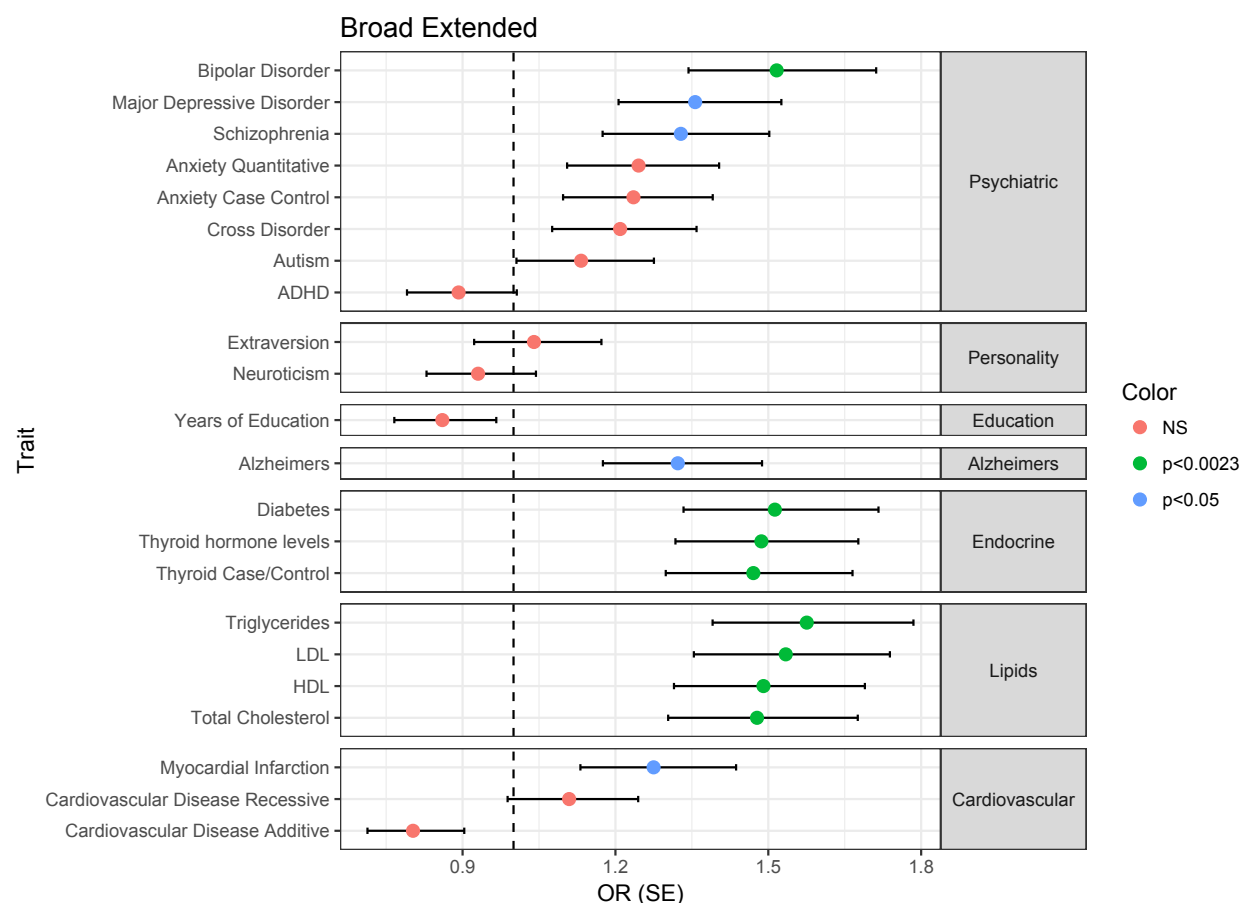 Broad Extended
Trait
Bipolar Disorder
Major Depressive Disorder
Schizophrenia
Anxiety Quantitative
Anxiety Case Control
Cross Disorder
Autism
ADHD
Psychiatric
Extraversion
Neuroticism
Personality
Years of Education
Education
Alzheimers
Alzheimers
Diabetes
Thyroid hormone levels
Thyroid Case/Control
Endocrine
Triglycerides
LDL
HDL
Total Cholesterol
Lipids
Myocardial Infarction
Cardiovascular Disease Recessive
Cardiovascular Disease Additive
Cardiovascular
0.9 1.2 1.5 1.8
OR (SE)
Color
NS
p<0.0023
p<0.05